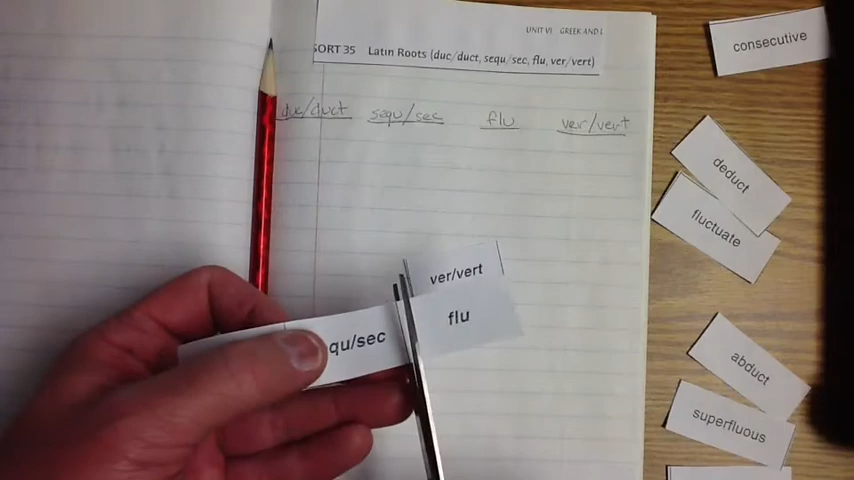 UNIT VI GREEK AND
SORT 35 Latin Roots (duc/duct, sequ/sec, flu, ver/vert)
duc/duct sequ/sec flu ver/vert
consecutive
deduct
fluctuate
ver/vert
qu/sec flu
abduct
superfluous